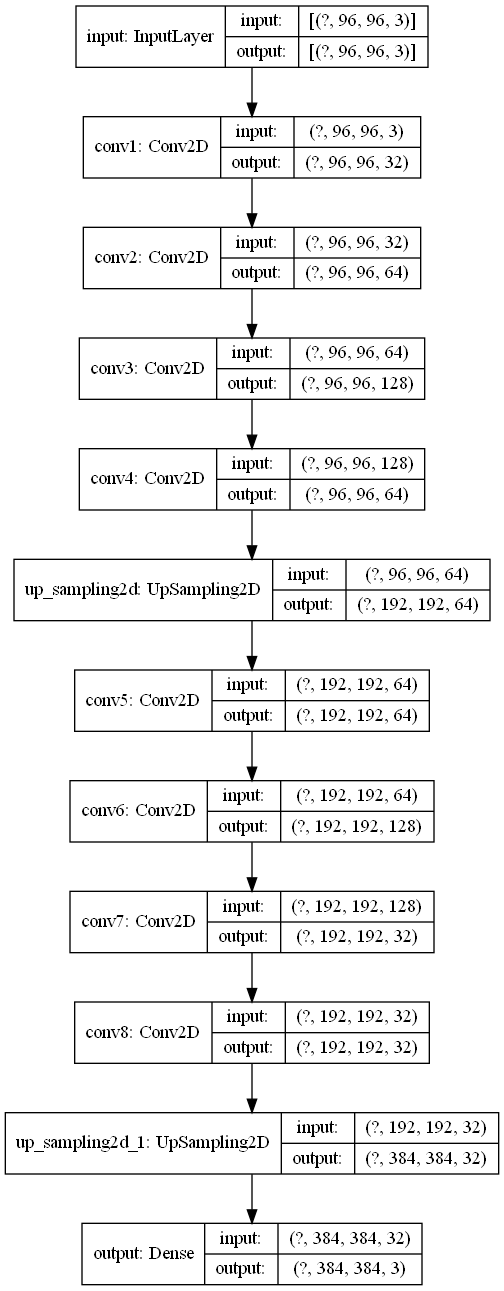 input: InputLayer
input: [(?, 96, 96, 3)]
output: [(?, 96, 96, 3)]
conv1: Conv2D
input: (?, 96, 96, 3)
output: (?, 96, 96, 32)
conv2: Conv2D
input: (?, 96, 96, 32)
output: (?, 96, 96, 64)
conv3: Conv2D
input: (?, 96, 96, 64)
output: (?, 96, 96, 128)
conv4: Conv2D
input: (?, 96, 96, 128)
output: (?, 96, 96, 64)
up_sampling2d: UpSampling2D
input: (?, 96, 96, 64)
output: (?, 192, 192, 64)
conv5: Conv2D
input: (?, 192, 192, 64)
output: (?, 192, 192, 64)
conv6: Conv2D
input: (?, 192, 192, 64)
output: (?, 192, 192, 128)
conv7: Conv2D
input: (?, 192, 192, 128)
output: (?, 192, 192, 32)
conv8: Conv2D
input: (?, 192, 192, 32)
output: (?, 192, 192, 32)
up_sampling2d_1: UpSampling2D
input: (?, 192, 192, 32)
output: (?, 384, 384, 32)
output: Dense
input: (?, 384, 384, 32)
output: (?, 384, 384, 3)